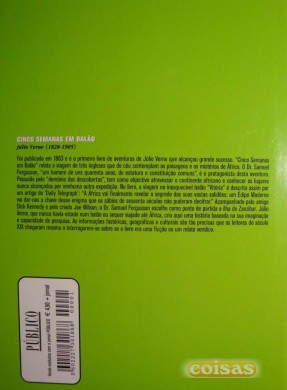 CINCO SEMANAS EM BALÃO
Júlio Verne (1828-1905)
Foi publicado em 1863 e é o primeiro livro de aventuras de Júlio Verne que alcançou grande sucesso. "Cinco Semanas
em Balão" relata a viagem de três ingleses que do céu contemplam as paisagens e os mistérios de África. O Dr. Samuel
Fergusson, "um homem de uns quarenta anos, de estatura e constituição comuns", é o protagonista desta aventura.
Possuído pelo "demónio das descobertas", tem como objectivo atravessar o continente africano e conhecer os lugares
nunca alcançados por nenhuma outra expedição. No livro, a viagem no inesquecível balão "Vitória" é descrita assim por
um artigo do 'Daily Telegraph': "A África vai finalmente revelar o segredo das suas vastas solidões; um Édipo Moderno
vai dar-nos a chave do enigma que os sábios de sessenta séculos não puderam decifrar." Acompanhado pelo amigo
Dick Kennedy e pelo criado Joe Wilson, o Dr. Samuel Fergusson escolhe como ponto de partida a ilha de Zanzibar. Júlio
Verne, que nunca havia estado num balão ou sequer viajado até África, cria aqui uma história baseada na sua imaginação
e capacidade de pesquisa. As informações históricas, geográficas e culturais são tão precisas que os leitores do século
XIX chegaram mesmo a interrogarem-se sobre se o livro era uma ficção ou um relato verídico.
PÚBLICO
€ 4,90 + jornal
coisas